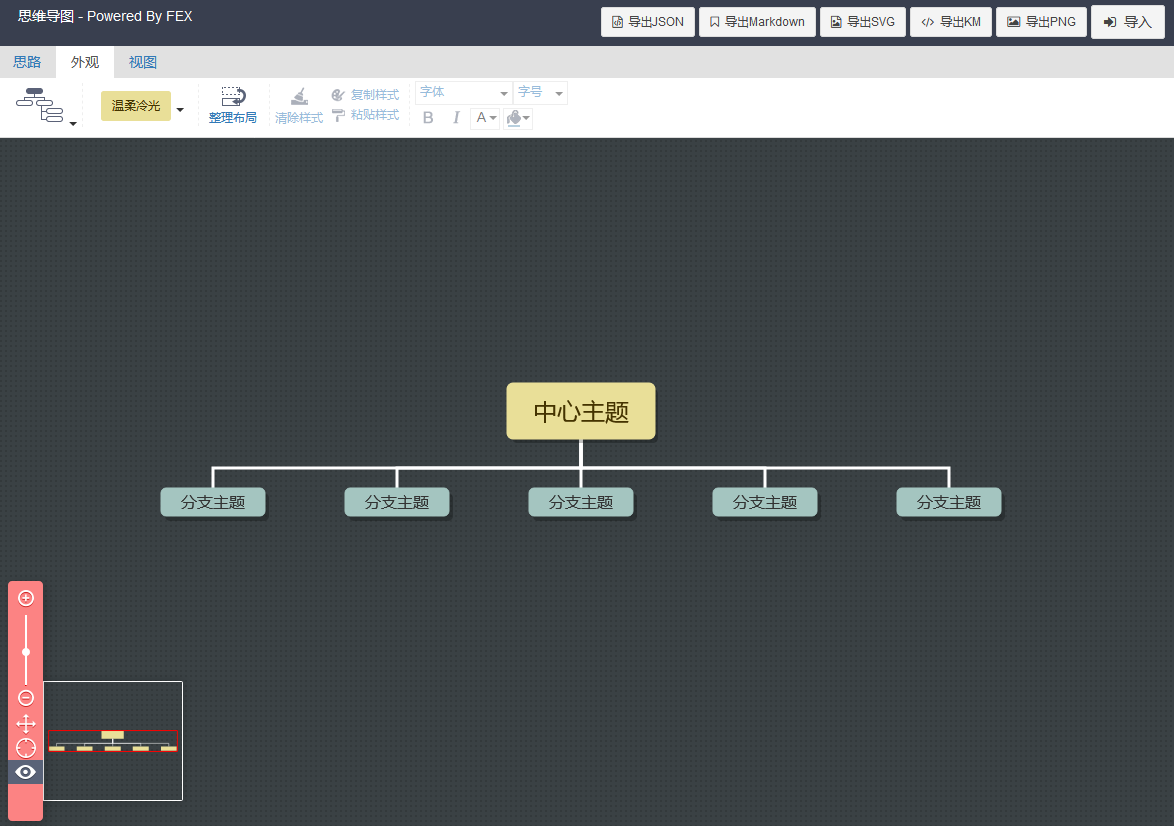 思维导图 - Powered By FEX
导出JSON
导出Markdown
导出SVG
导出KM
导出PNG
导入
思路
外观
视图
温柔冷光
整理布局
清除样式
复制样式
粘贴样式
字体
字号
B
I
A
中心主题
分支主题
分支主题
分支主题
分支主题
分支主题